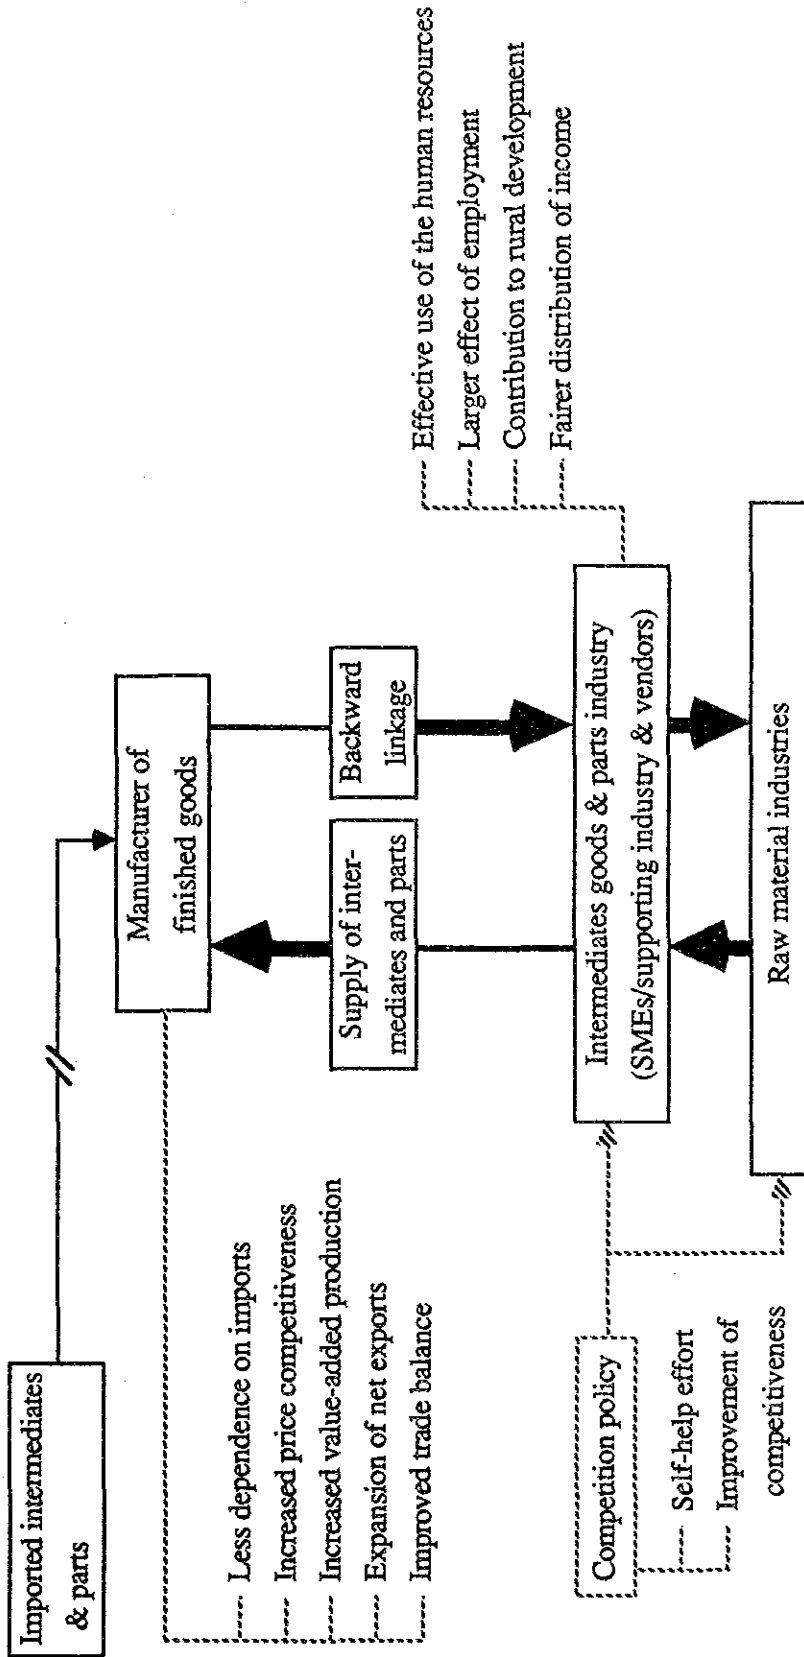 Imported intermediates
& parts
Manufacturer of
finished goods
Less dependence on imports
Increased price competitiveness
Increased value-added production
Expansion of net exports
Improved trade balance
Supply of inter-
mediates and parts
Backward
linkage
Effective use of the human resources
Larger effect of employment
Contribution to rural development
Fairer distribution of income
Competition policy
Self-help effort
Improvement of
competitiveness
Intermediates goods & parts industry
(SMEs/supporting industry & vendors)
Raw material industries